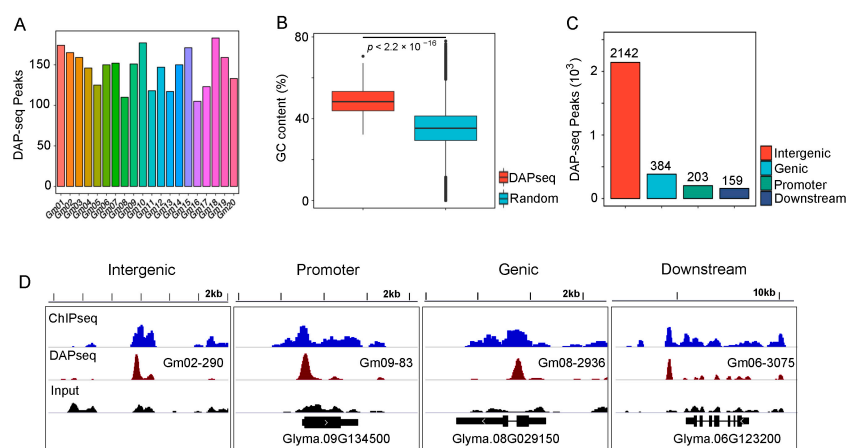 A
DAP-seq Peaks
150
100
50
0
Gm01 Gm02 Gm03 Gm04 Gm05 Gm06 Gm07 Gm08 Gm09 Gm10 Gm11 Gm12 Gm13 Gm14 Gm15 Gm16 Gm17 Gm18 Gm19 Gm20
B
GC content (%)
80
40
0
p < 2.2 × 10 −16
DAPseq
Random
C
DAP-seq Peaks (103)
2
1
0
2142
384
203
159
Intergenic
Genic
Promoter
Downstream
D
Intergenic Promoter Genic Downstream
2kb 2kb 2kb 10kb
ChIPseq
DAPseq
Gm02-290 Gm09-83 Gm08-2936 Gm06-3075
Input
Glyma.09G134500 Glyma.08G029150 Glyma.06G123200